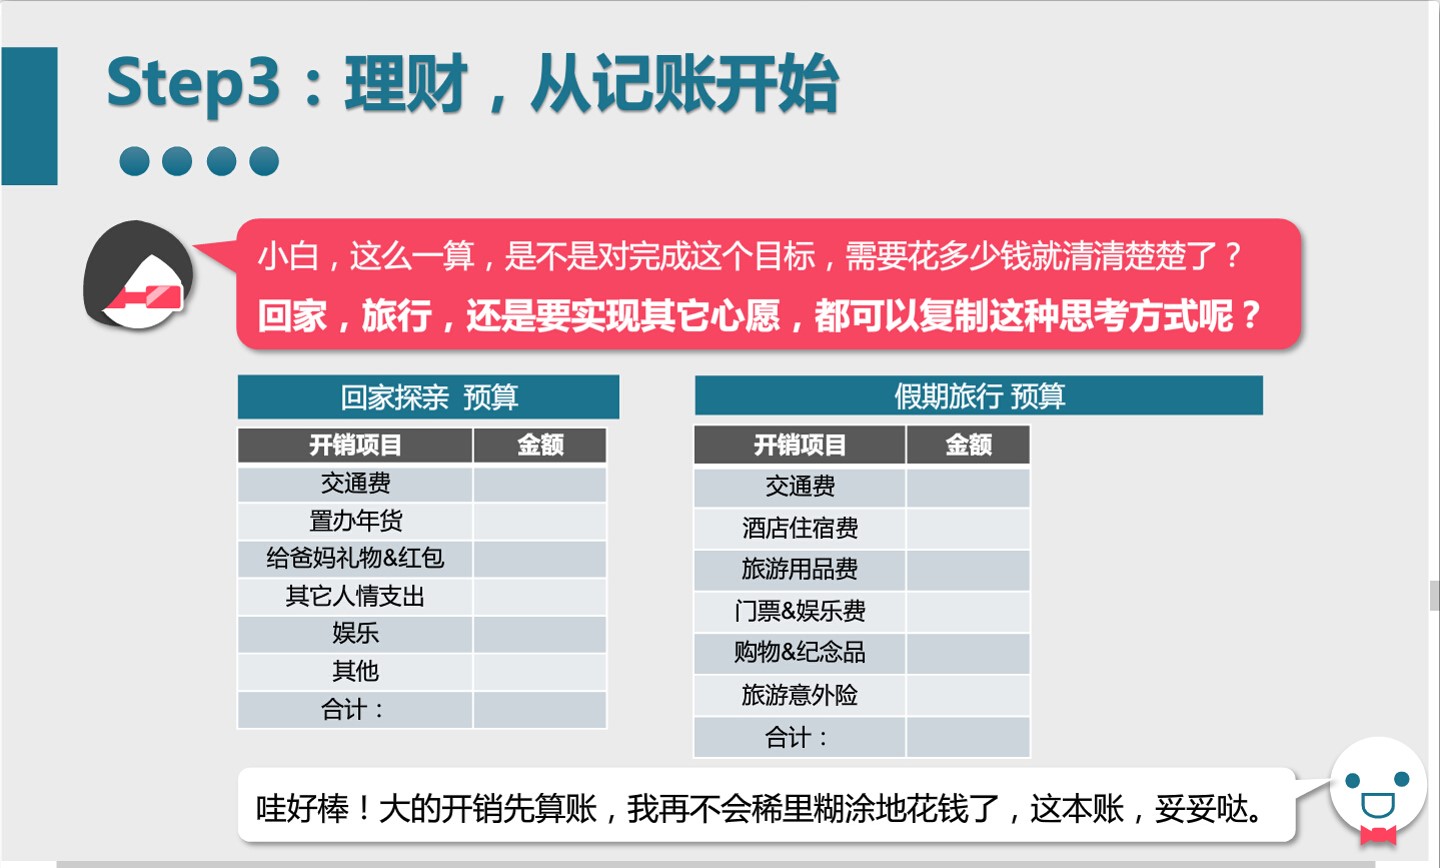 Step3：理财，从记账开始
小白，这么一算，是不是对完成这个目标，需要花多少钱就清清楚楚了？
回家，旅行，还是要实现其它心愿，都可以复制这种思考方式呢？
回家探亲 预算
开销项目 金额
交通费
置办年货
给爸妈礼物&红包
其它人情支出
娱乐
其他
合计：
假期旅行 预算
开销项目 金额
交通费
酒店住宿费
旅游用品费
门票&娱乐费
购物&纪念品
旅游意外险
合计：
哇好棒！大的开销先算账，我再不会稀里糊涂地花钱了，这本账，妥妥哒。